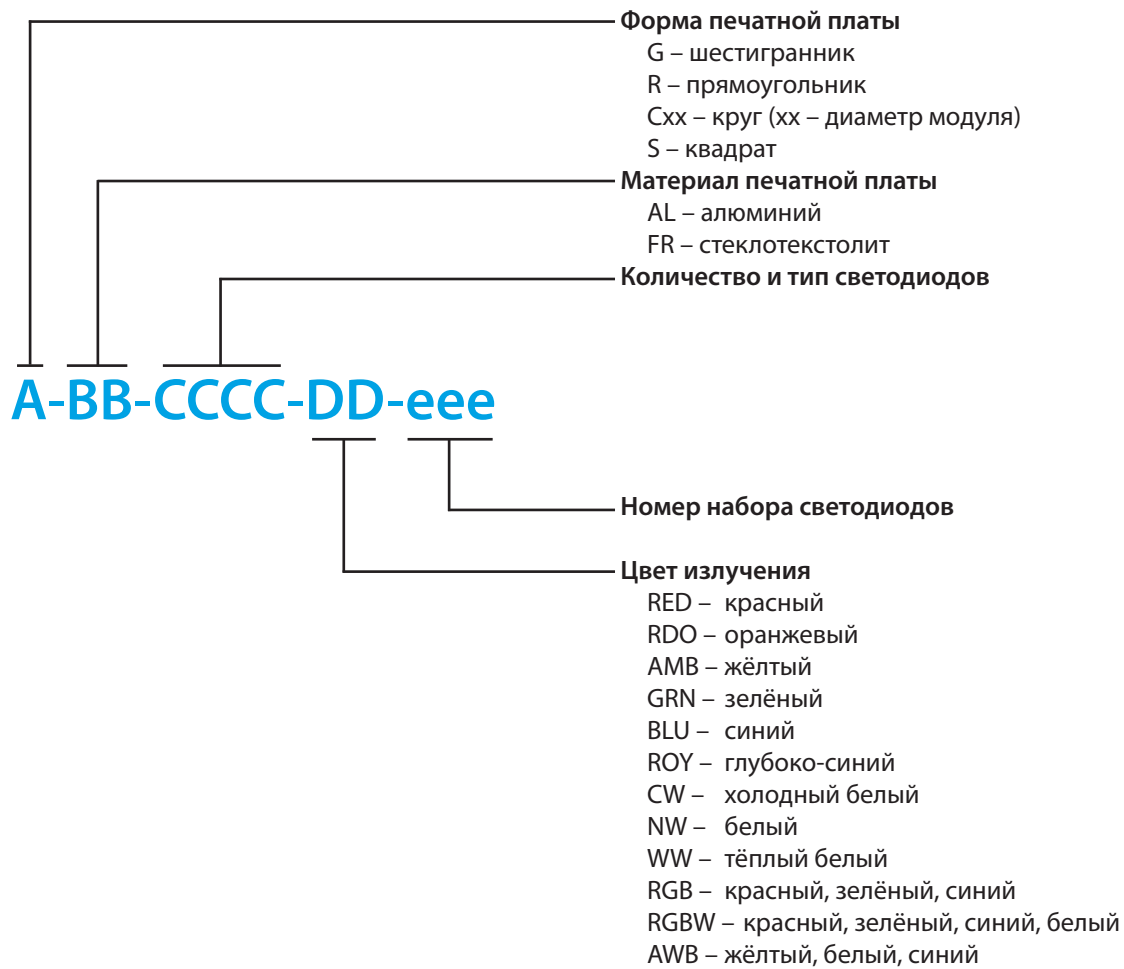 Форма печатной платы
G – шестигранник
R – прямоугольник
Cxx – круг (xx – диаметр модуля)
S – квадрат
Материал печатной платы
AL – алюминий
FR – стеклотекстолит
Количество и тип светодиодов
A-BB-CCCC-DD-eee
Номер набора светодиодов
Цвет излучения
RED – красный
RDO – оранжевый
AMB – жёлтый
GRN – зелёный
BLU – синий
ROY – глубоко-синий
CW – холодный белый
NW – белый
WW – тёплый белый
RGB – красный, зелёный, синий
RGBW – красный, зелёный, синий, белый
AWB – жёлтый, белый, синий